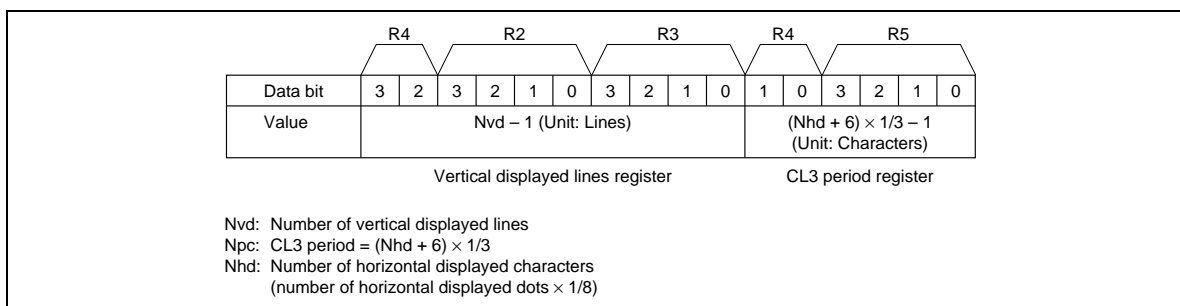 R4 R2 R3 R4 R5
Data bit 3 2 3 2 1 0 3 2 1 0 1 0 3 2 1 0
Value Nvd – 1 (Unit: Lines) (Nhd + 6) × 1/3 – 1
(Unit: Characters)
Vertical displayed lines register CL3 period register
Nvd: Number of vertical displayed lines
Npc: CL3 period = (Nhd + 6) × 1/3
Nhd: Number of horizontal displayed characters
(number of horizontal displayed dots × 1/8)